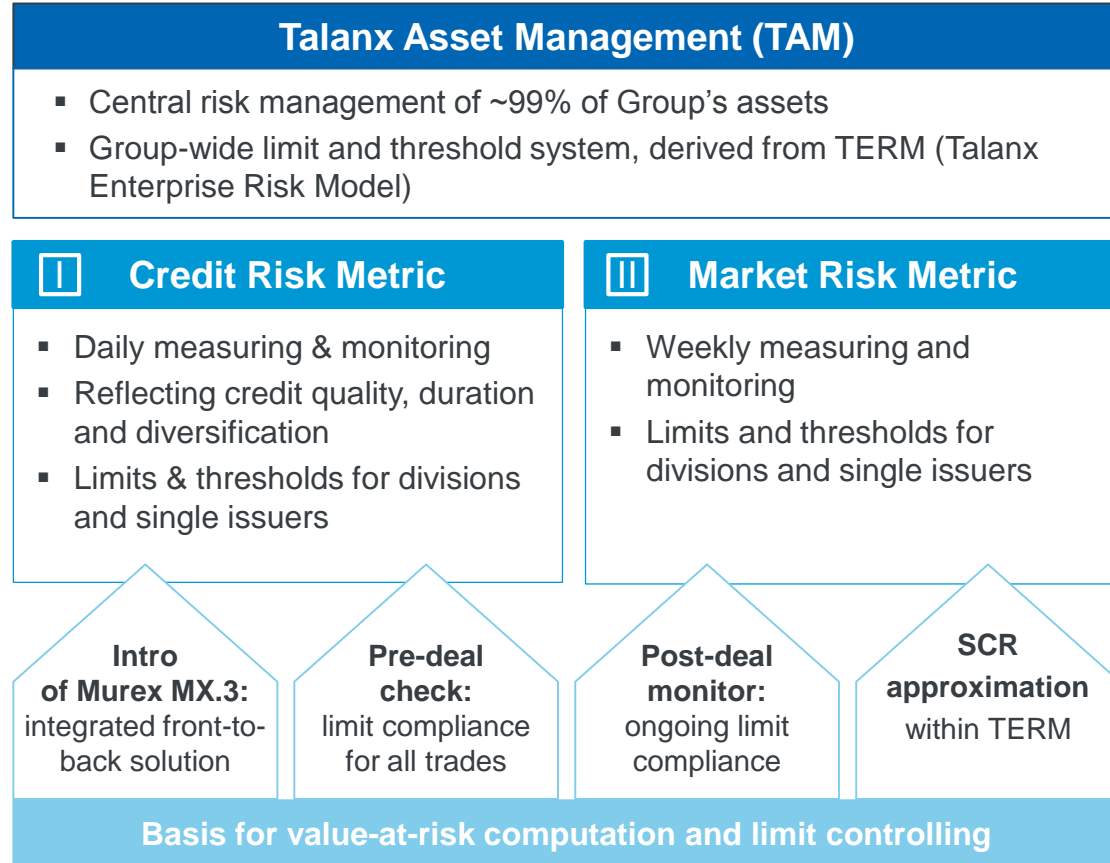 Talanx Asset Management (TAM)
▪ Central risk management of ~99% of Group's assets
▪ Group-wide limit and threshold system, derived from TERM (Talanx
Enterprise Risk Model)
I Credit Risk Metric
▪ Daily measuring & monitoring
▪ Reflecting credit quality, duration
and diversification
▪ Limits & thresholds for divisions
and single issuers
II Market Risk Metric
▪ Weekly measuring and
monitoring
▪ Limits and thresholds for
divisions and single issuers
Intro
of Murex MX.3:
integrated front-to-
back solution
Pre-deal
check:
limit compliance
for all trades
Post-deal
monitor:
ongoing limit
compliance
SCR
approximation
within TERM
Basis for value-at-risk computation and limit controlling